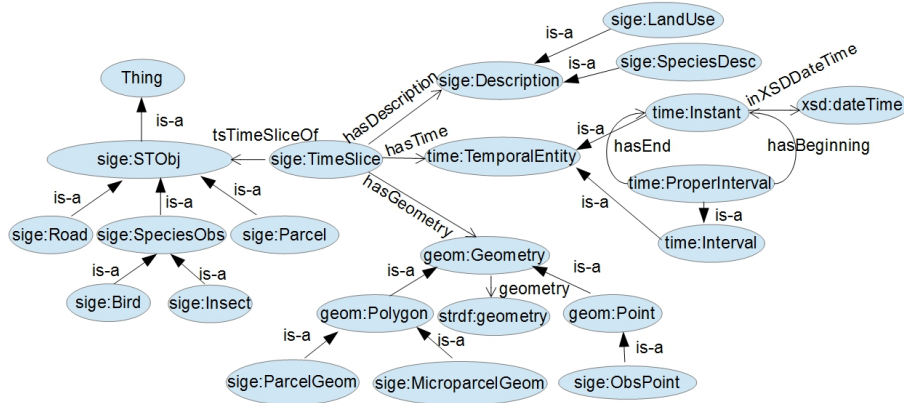 sige:LandUse
is-a
sige:Description
is-a
sige:SpeciesDesc
Thing
is-a
hasDescription
inXSDDateTime
time:Instant
xsd:dateTime
tsTimeSliceOf
hasTime
is-a
hasEnd
hasBeginning
sige:STObj
sige:TimeSlice
time:TemporalEntity
time:ProperInterval
is-a
is-a
is-a
hasGeometry
is-a
is-a
sige:Road
sige:SpeciesObs
sige:Parcel
time:Interval
geom:Geometry
is-a
is-a
is-a
geometry
is-a
sige:Bird
sige:Insect
geom:Polygon
strdf:geometry
geom:Point
is-a
is-a
is-a
sige:ParcelGeom
sige:MicroparcelGeom
sige:ObsPoint